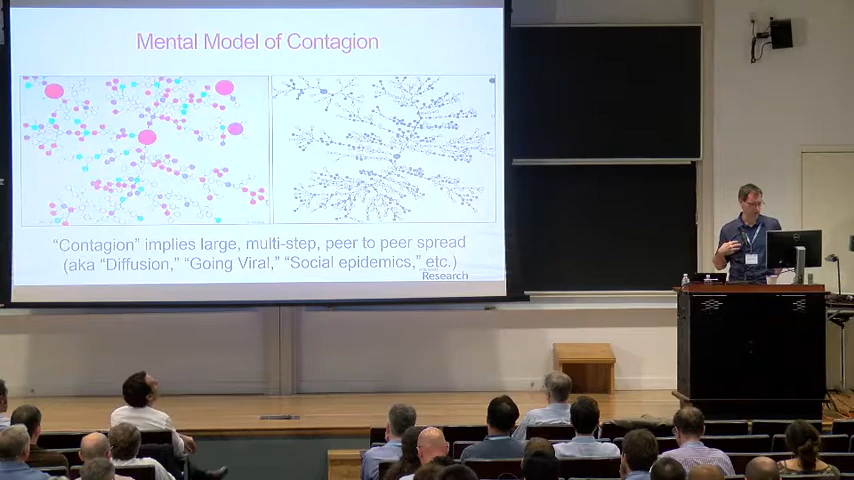 Mental Model of Contagion
“Contagion” implies large, multi-step, peer to peer spread
(aka “Diffusion,” “Going Viral,” “Social epidemics,” etc.)
Research